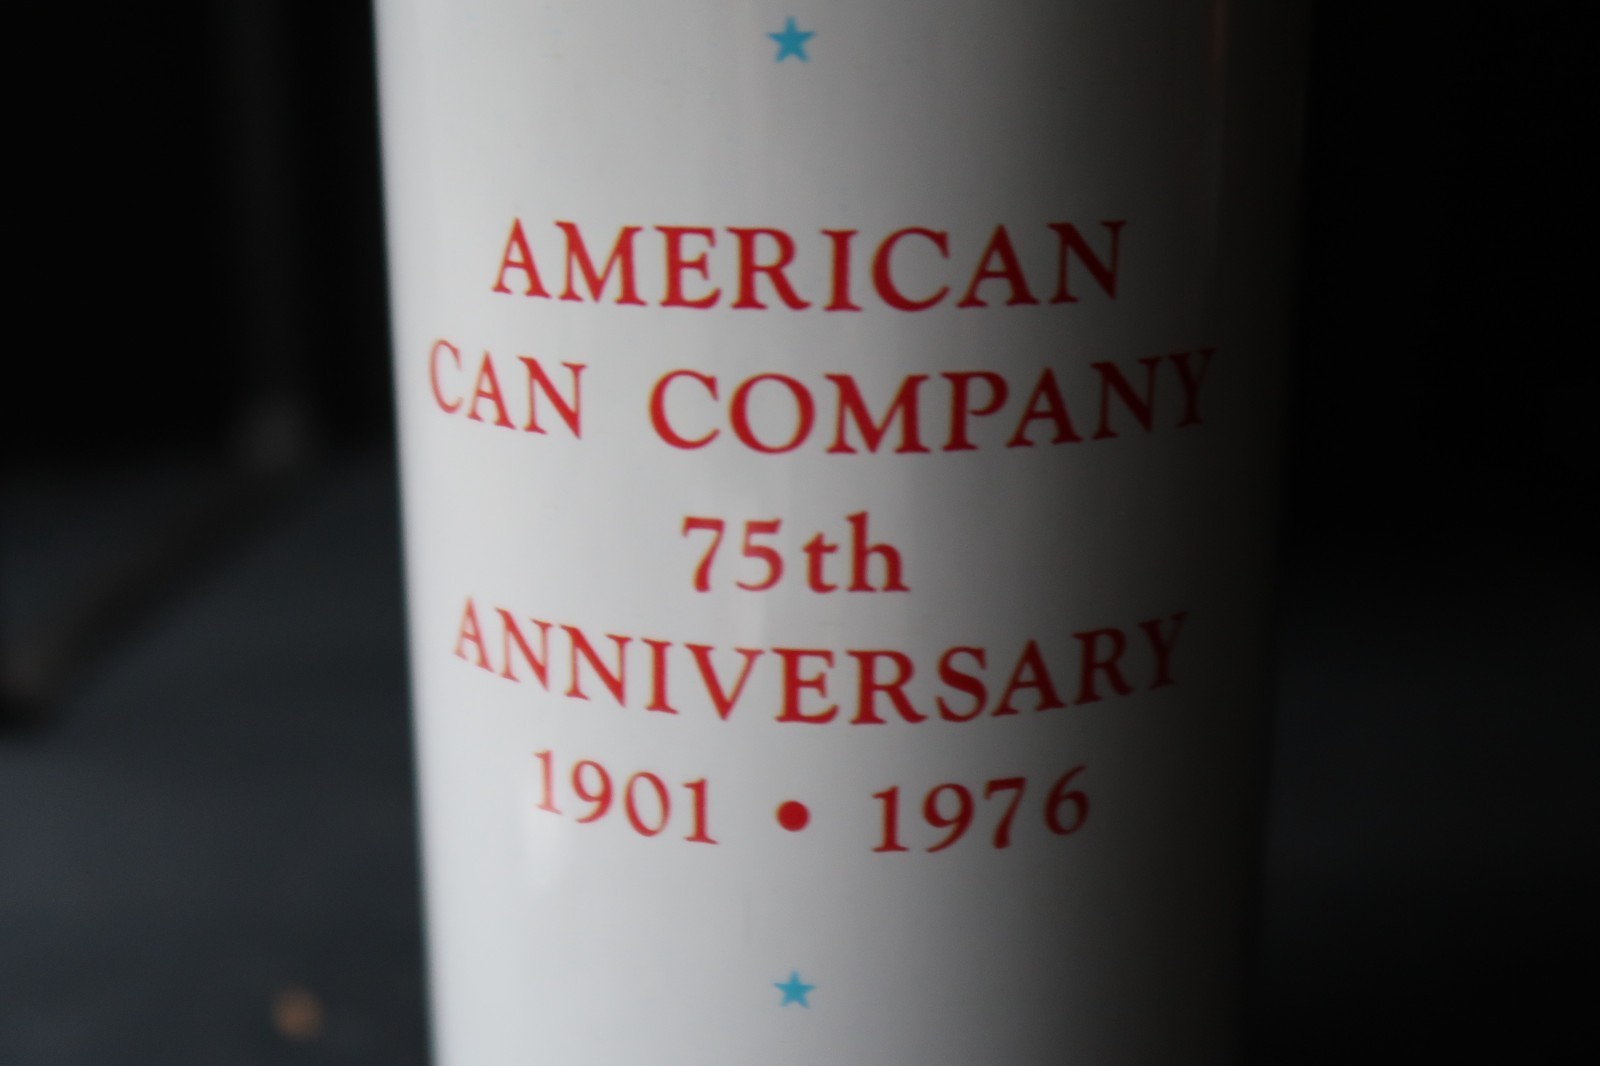 AMERICAN
CAN COMPANY
75th
ANNIVERSARY
1901 • 1976